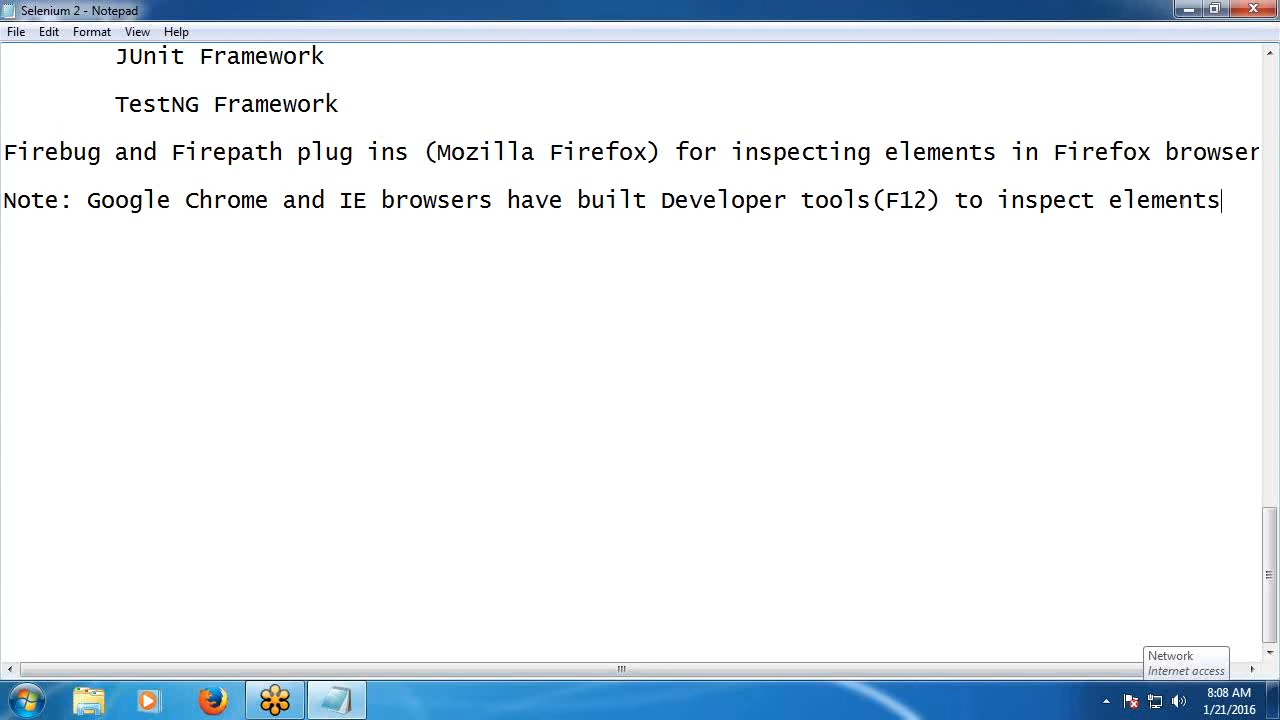 Selenium 2 - Notepad
File Edit Format View Help
JUnit Framework
TestNG Framework
Firebug and Firepath plug ins (Mozilla Firefox) for inspecting elements in Firefox browser
Note: Google Chrome and IE browsers have built Developer tools(F12) to inspect elements
Network
Internet access
8:08 AM
1/21/2016